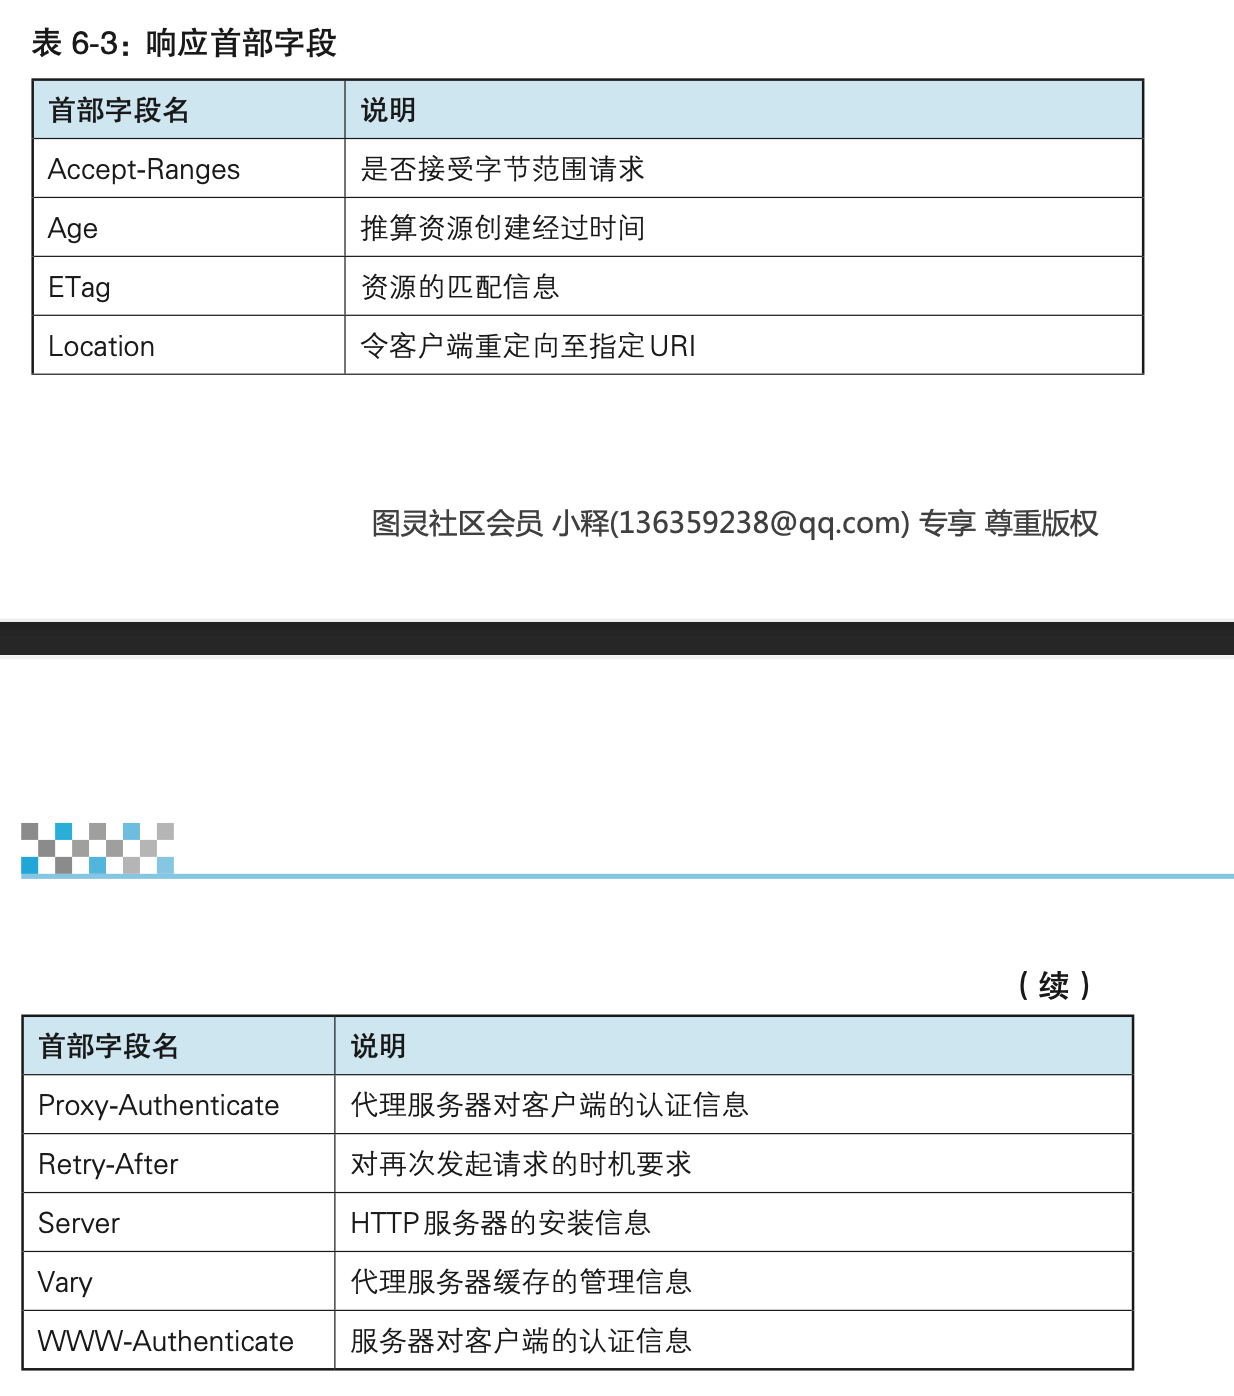 表 6-3：响应首部字段
首部字段名 说明
Accept-Ranges 是否接受字节范围请求
Age 推算资源创建经过时间
ETag 资源的匹配信息
Location 令客户端重定向至指定URI
图灵社区会员 小释(136359238@qq.com) 专享 尊重版权
（续）
首部字段名 说明
Proxy-Authenticate 代理服务器对客户端的认证信息
Retry-After 对再次发起请求的时机要求
Server HTTP服务器的安装信息
Vary 代理服务器缓存的管理信息
WWW-Authenticate 服务器对客户端的认证信息